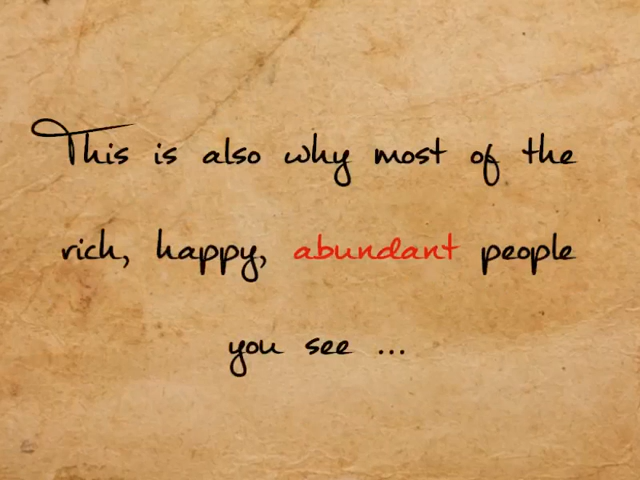 This is also why most of the
rich, happy, abundant people
you see ...